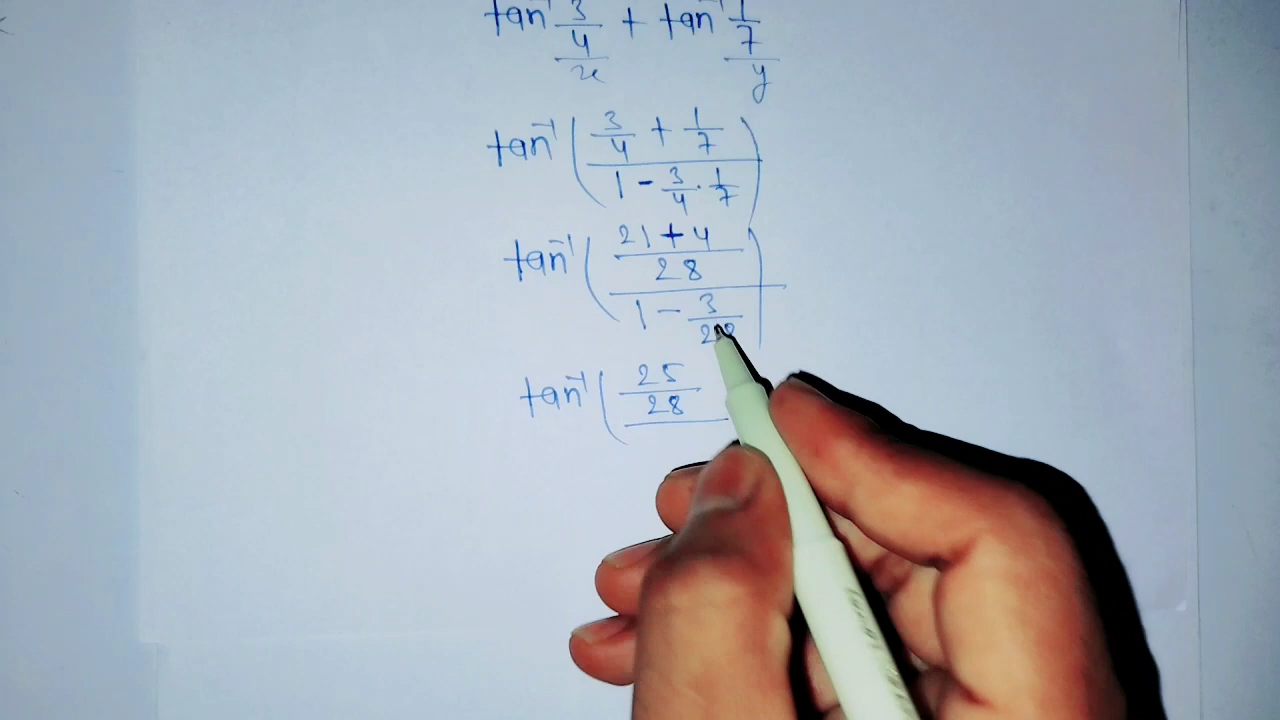 tan⁻¹ 3/4 + tan⁻¹ 1/7
x y
tan⁻¹ ( (3/4 + 1/7) / (1 - 3/4 · 1/7) )
tan⁻¹ ( ((21 + 4)/28) / (1 - 3/28) )
tan⁻¹ ( (25/28) /